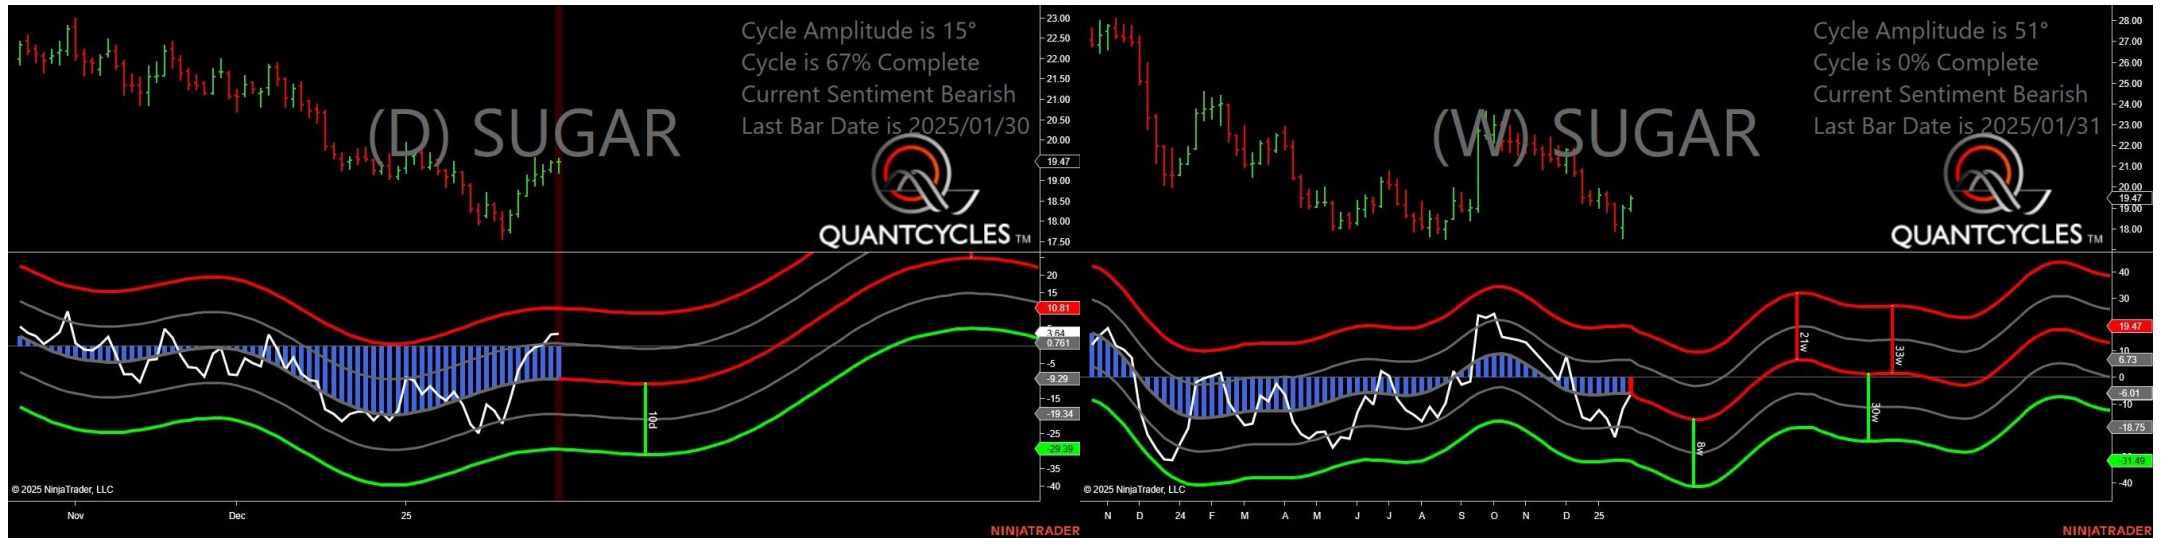 Cycle Amplitude is 15°
Cycle is 67% Complete
Current Sentiment Bearish
Last Bar Date is 2025/01/30
(D) SUGAR
QUANTCYCLES TM
23.00
22.50
22.00
21.50
21.00
20.50
20.00
19.47
19.00
18.50
18.00
17.50
20
15
10.81
3.64
0.761
-5
-9.29
-15
-19.34
-25
-29.39
-35
-40
10d
© 2025 NinjaTrader, LLC
Nov
Dec
25
NINJATRADER
Cycle Amplitude is 51°
Cycle is 0% Complete
Current Sentiment Bearish
Last Bar Date is 2025/01/31
(W) SUGAR
QUANTCYCLES TM
28.00
27.00
26.00
25.00
24.00
23.00
22.00
21.00
20.00
19.47
19.00
18.00
40
30
19.47
10
6.73
0
-6.01
-10
-18.75
-31.49
-40
8w
21w
30w
33w
© 2025 NinjaTrader, LLC
N D 24 F M A M J J A S O N D 25
NINJATRADER